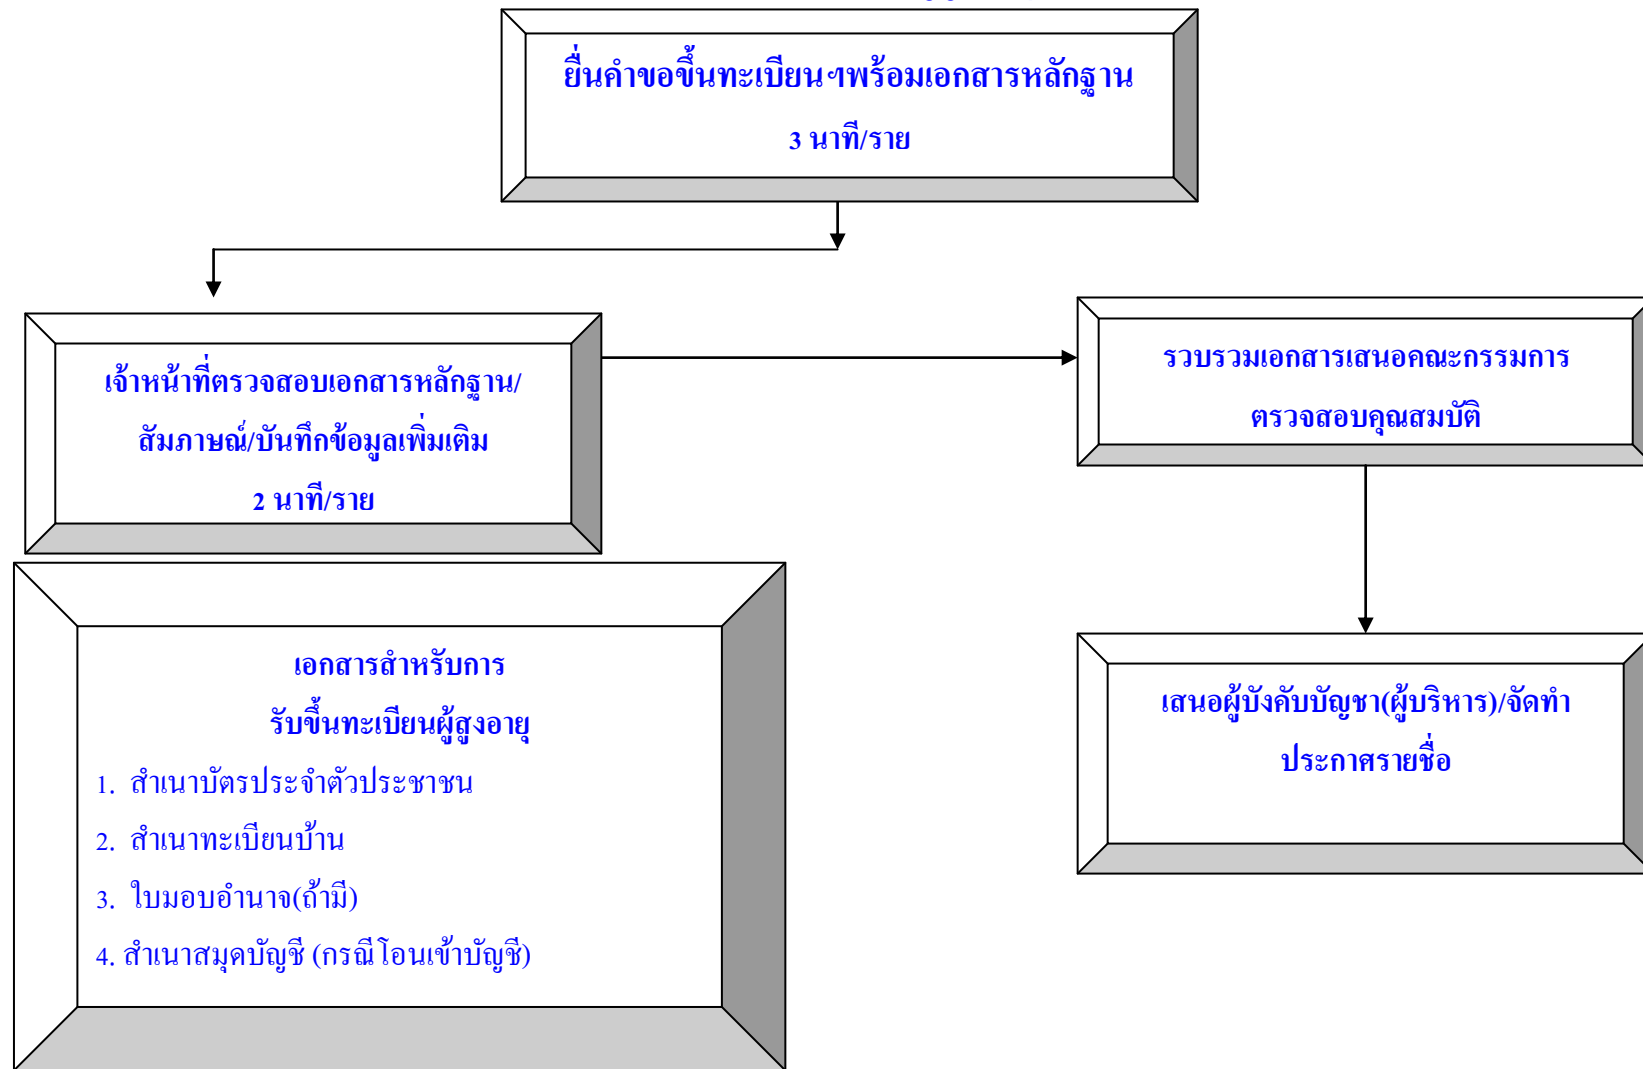 ยื่นคำขอขึ้นทะเบียนฯพร้อมเอกสารหลักฐาน
3 นาที/ราย
เจ้าหน้าที่ตรวจสอบเอกสารหลักฐาน/
สัมภาษณ์/บันทึกข้อมูลเพิ่มเติม
2 นาที/ราย
รวบรวมเอกสารเสนอคณะกรรมการ
ตรวจสอบคุณสมบัติ
เสนอผู้บังคับบัญชา(ผู้บริหาร)/จัดทำ
ประกาศรายชื่อ
เอกสารสำหรับการ
รับขึ้นทะเบียนผู้สูงอายุ
1. สำเนาบัตรประจำตัวประชาชน
2. สำเนาทะเบียนบ้าน
3. ใบมอบอำนาจ(ถ้ามี)
4. สำเนาสมุดบัญชี (กรณีโอนเข้าบัญชี)